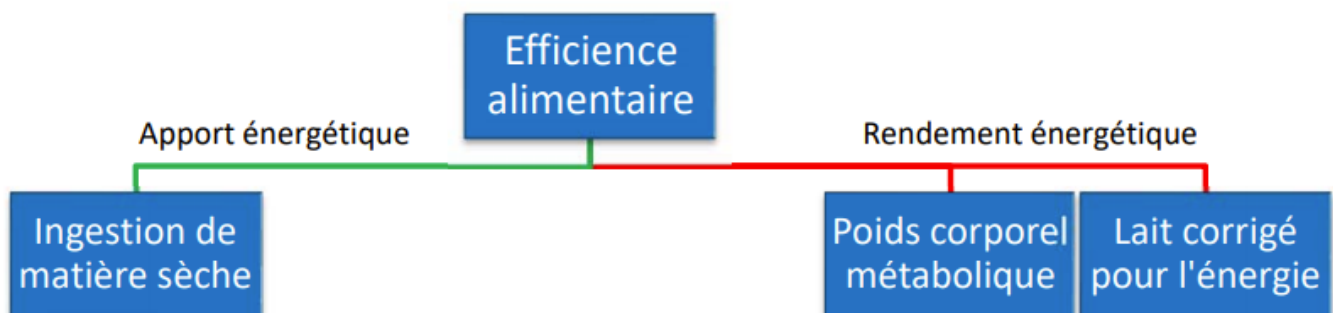 Efficience
alimentaire
Apport énergétique
Rendement énergétique
Ingestion de
matière sèche
Poids corporel
métabolique
Lait corrigé
pour l'énergie